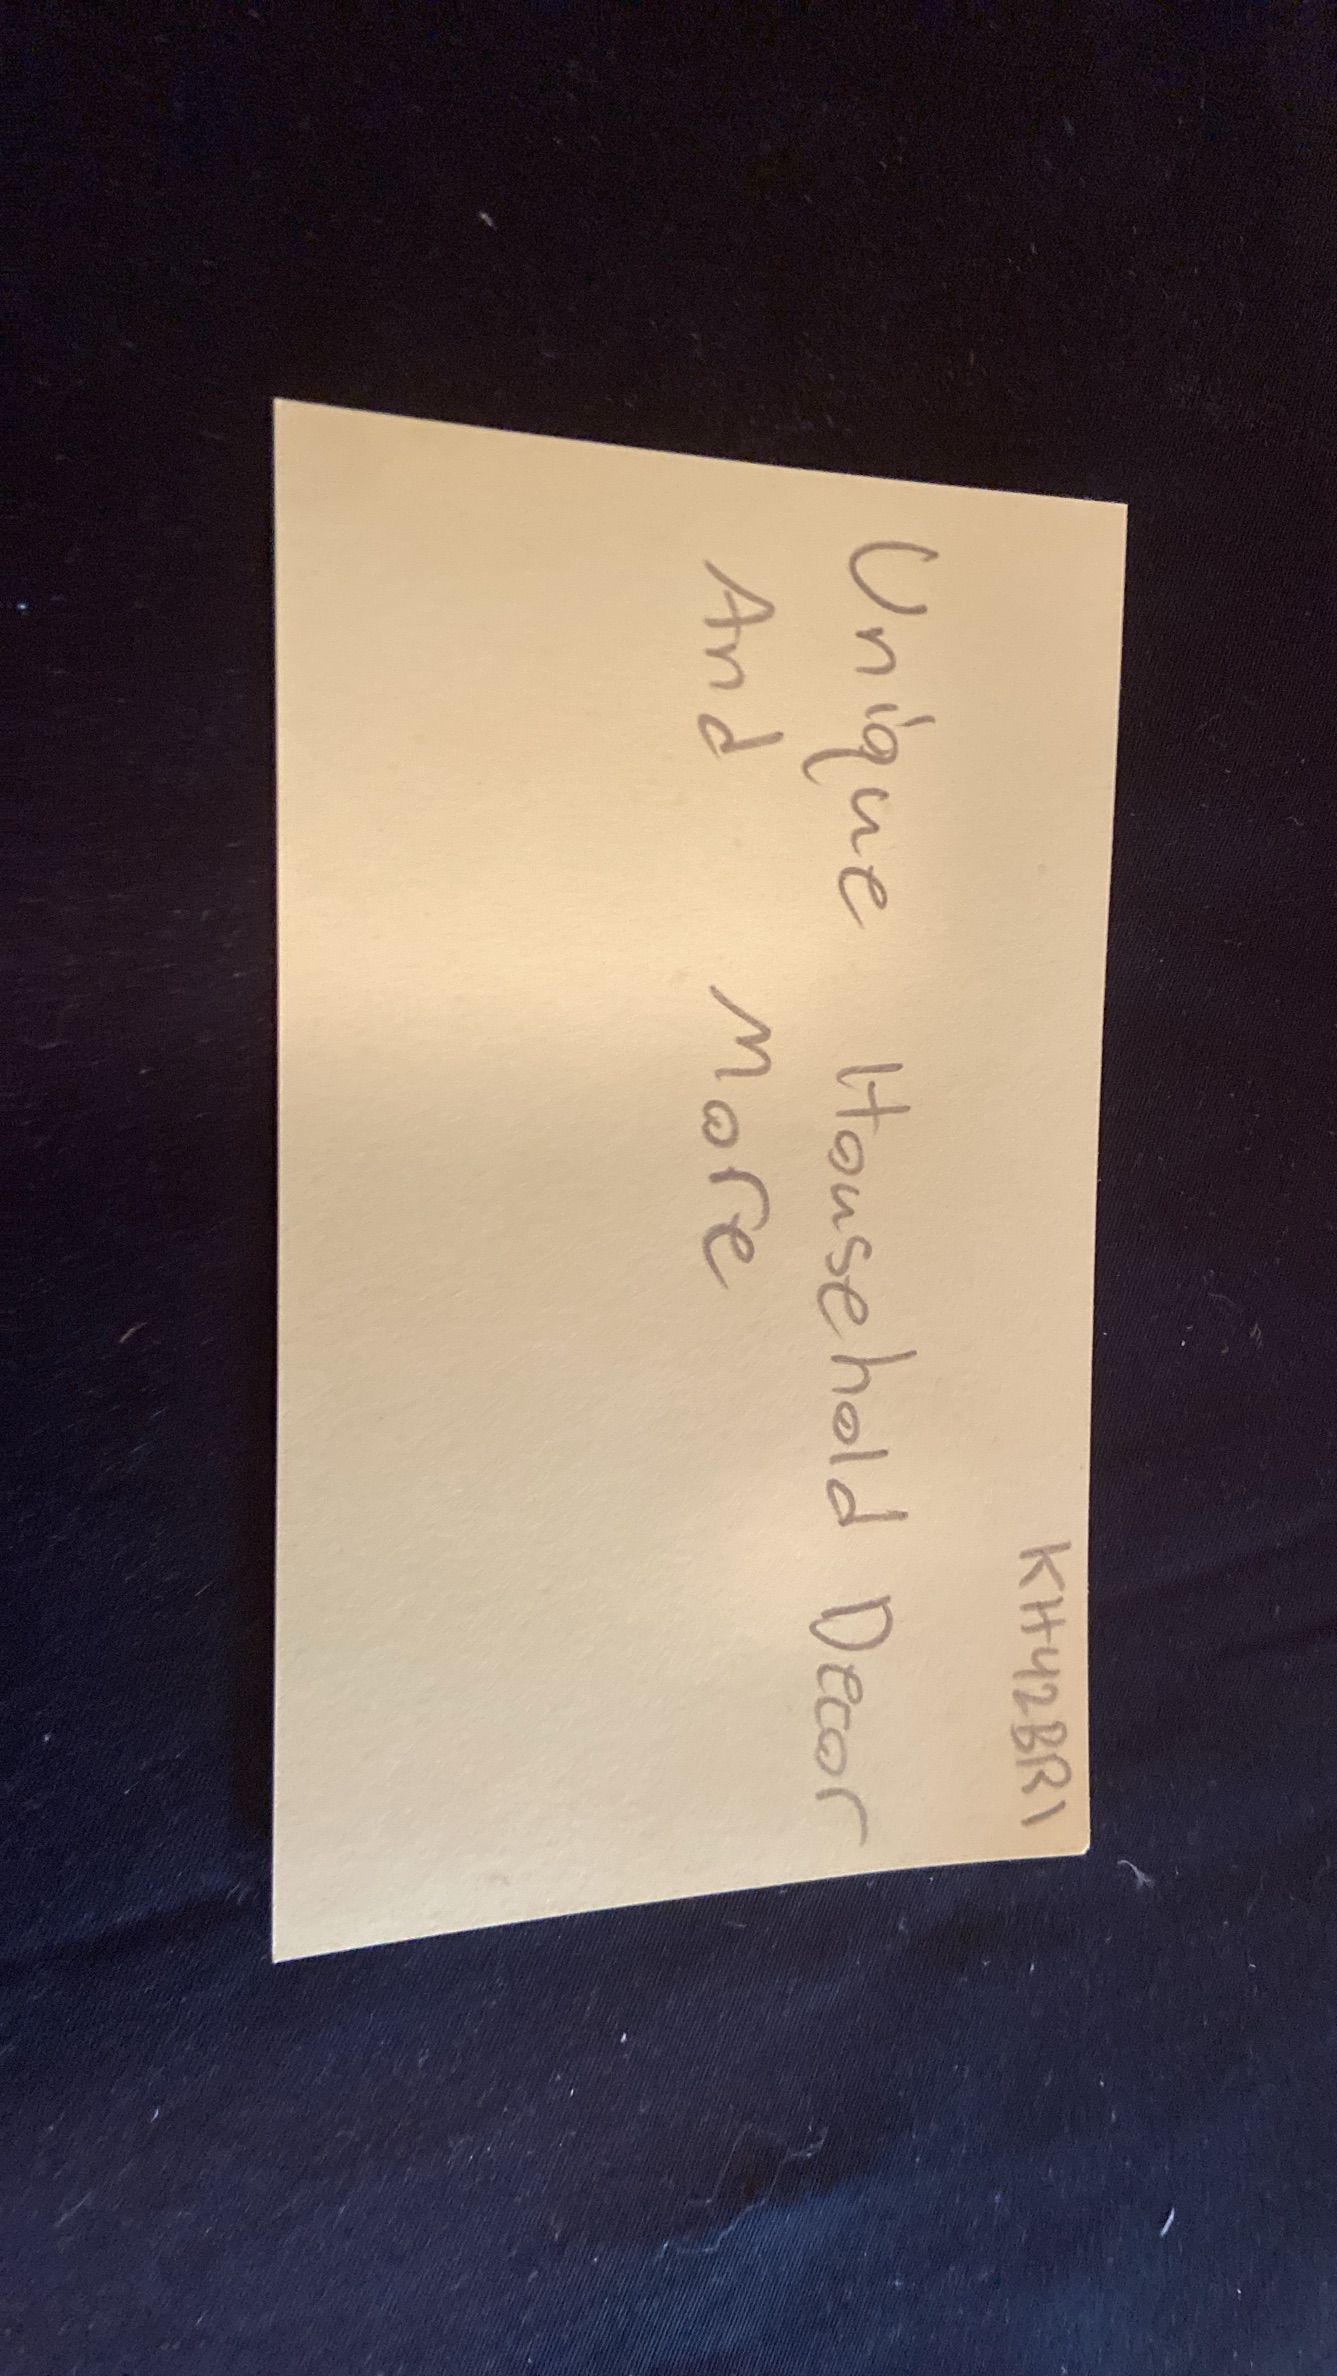 KH42BR1
Unique Household Decor
And more